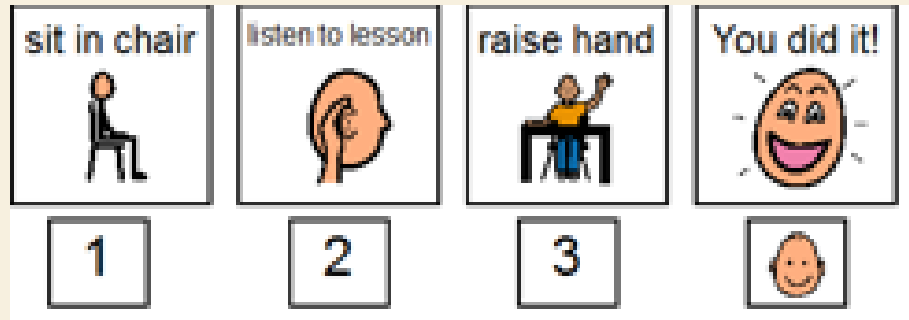 sit in chair
listen to lesson
raise hand
You did it!
1
2
3